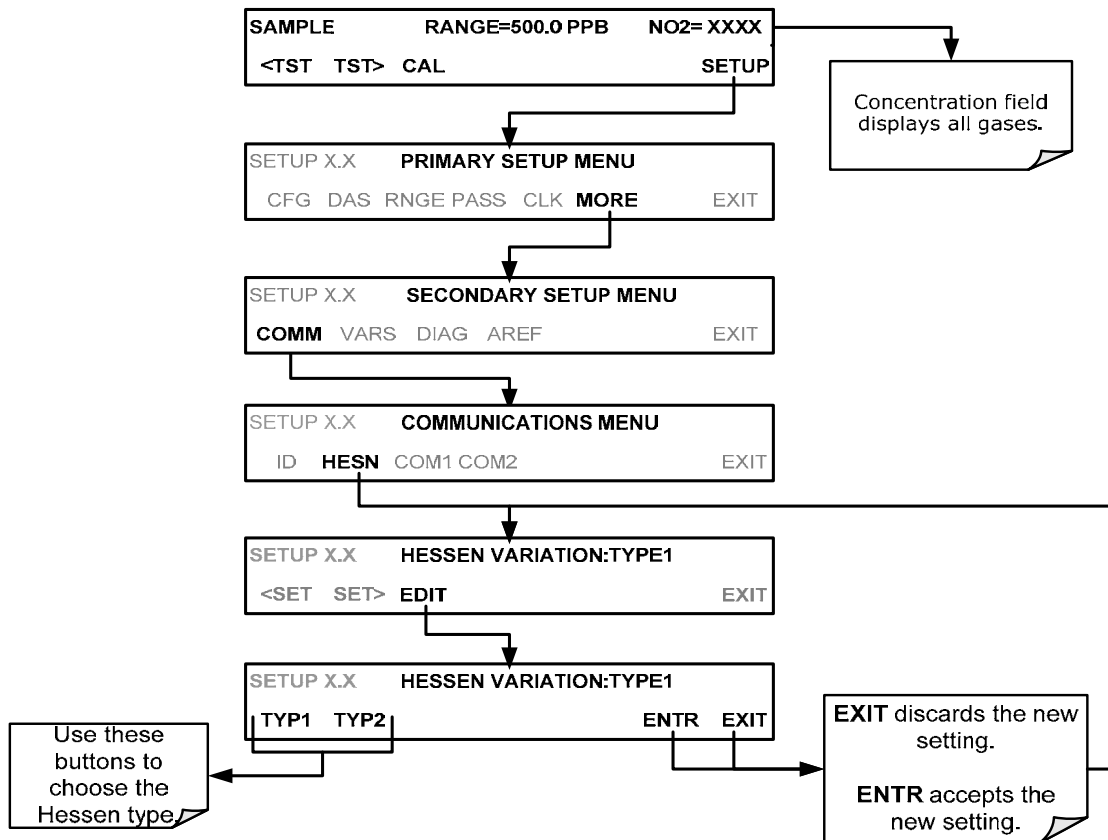 SAMPLE RANGE=500.0 PPB NO2= XXXX
<TST TST> CAL SETUP
Concentration field
displays all gases.
SETUP X.X PRIMARY SETUP MENU
CFG DAS RNGE PASS CLK MORE EXIT
SETUP X.X SECONDARY SETUP MENU
COMM VARS DIAG AREF EXIT
SETUP X.X COMMUNICATIONS MENU
ID HESN COM1 COM2 EXIT
SETUP X.X HESSEN VARIATION:TYPE1
<SET SET> EDIT EXIT
SETUP X.X HESSEN VARIATION:TYPE1
TYP1 TYP2 ENTR EXIT
Use these
buttons to
choose the
Hessen type.
EXIT discards the new
setting.
ENTR accepts the
new setting.